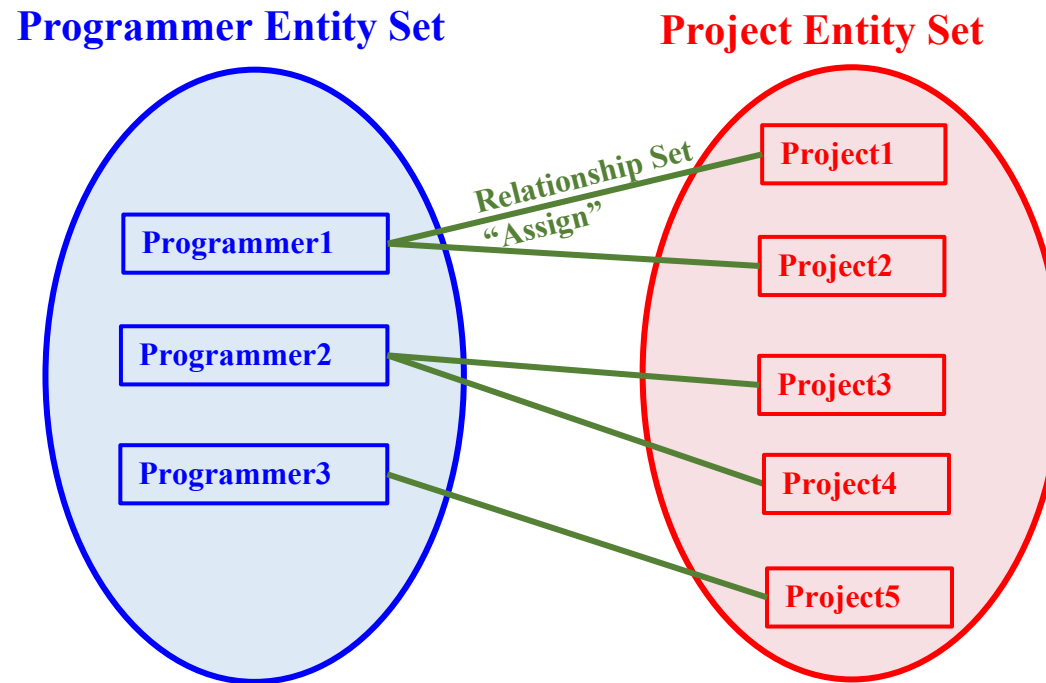 Programmer Entity Set
Project Entity Set
Relationship Set
“Assign”
Programmer1
Programmer2
Programmer3
Project1
Project2
Project3
Project4
Project5